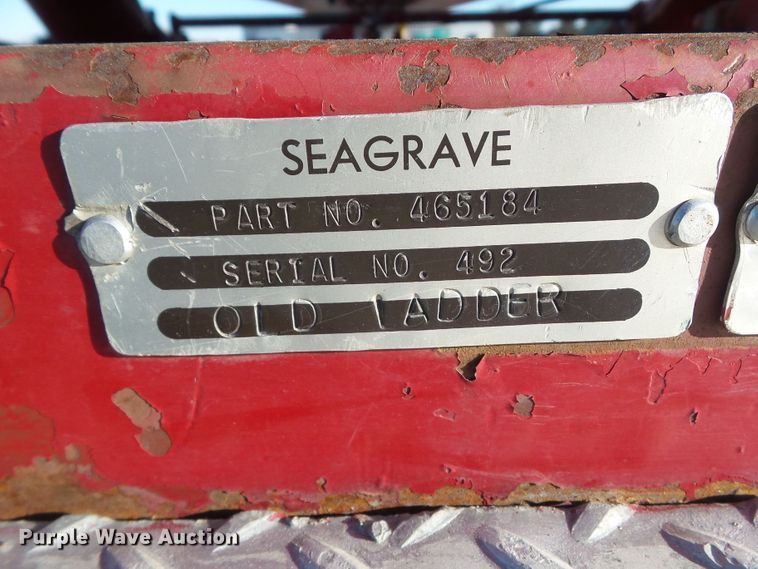 SEAGRAVE
PART NO. 465184
SERIAL NO. 492
OLD LADDER
Purple Wave Auction